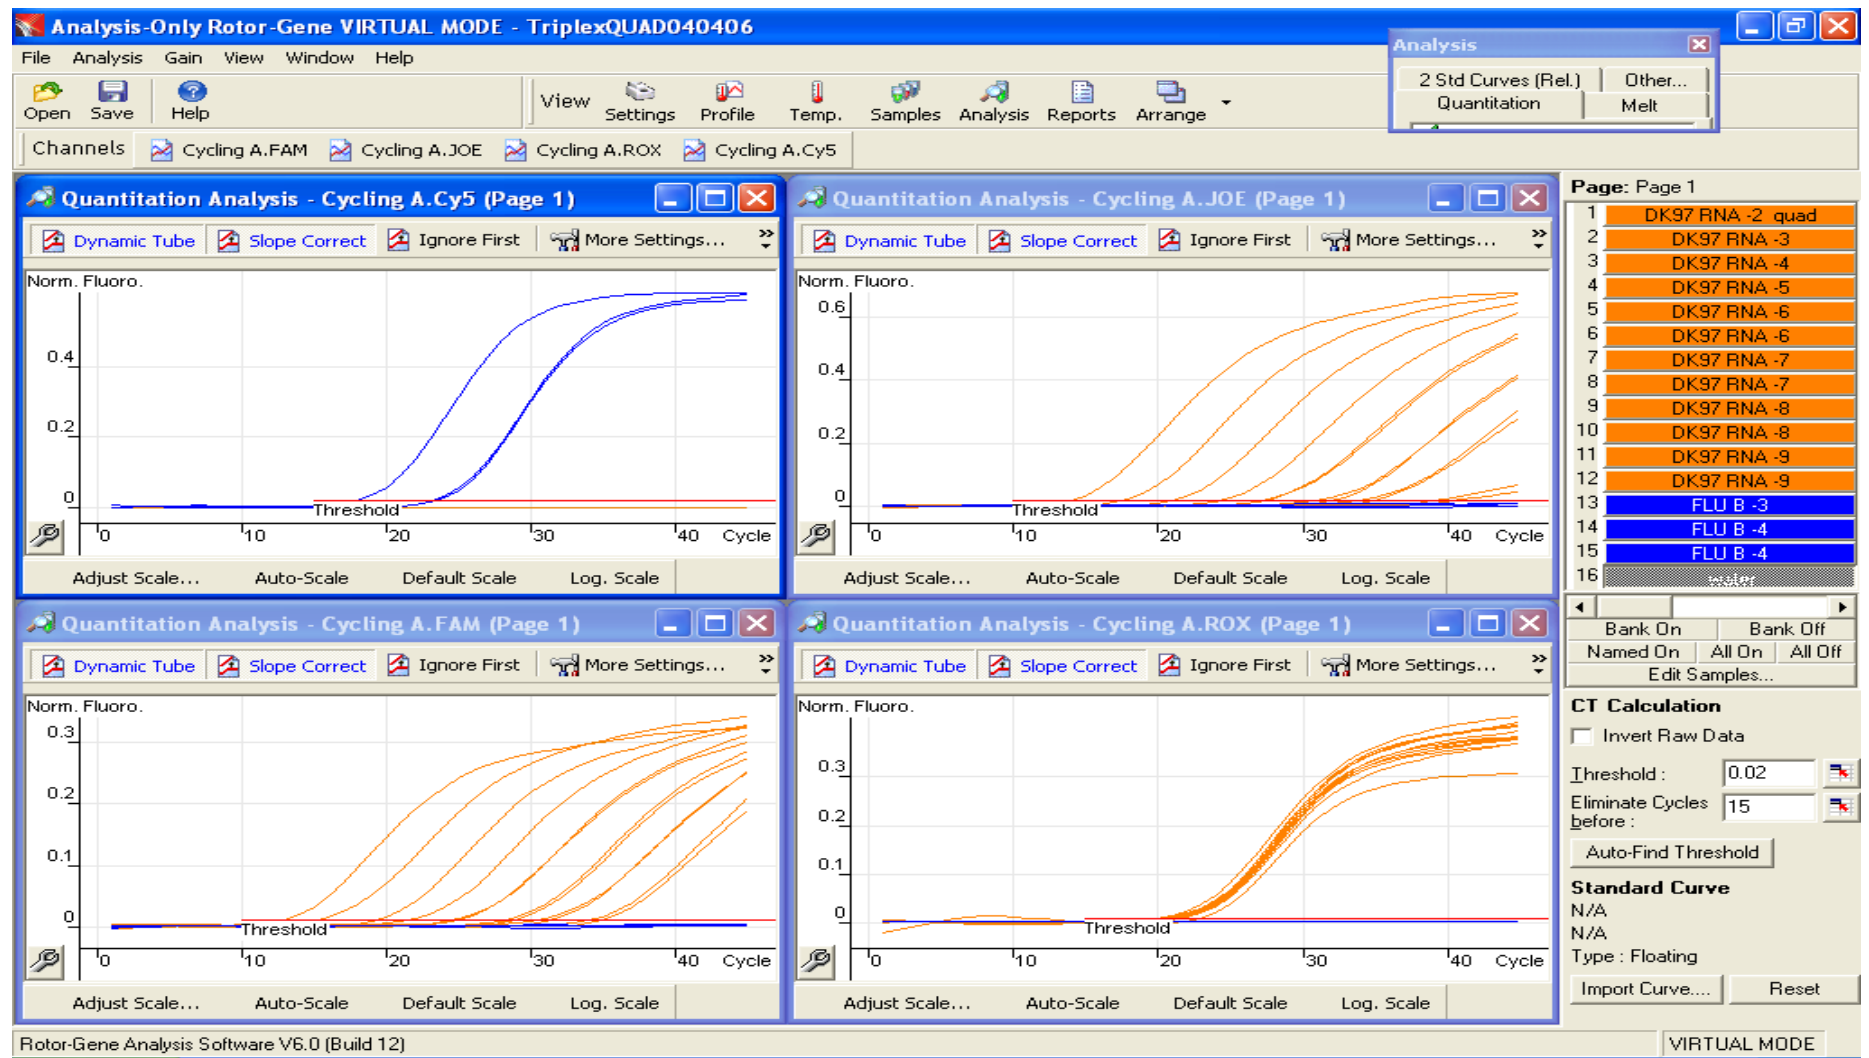 Analysis-Only Rotor-Gene VIRTUAL MODE - TriplexQUAD040406
File Analysis Gain View Window Help
Open Save Help View Settings Profile Temp. Samples Analysis Reports Arrange
Analysis
2 Std Curves (Rel.) Other...
Quantitation Melt
Channels Cycling A.FAM Cycling A.JOE Cycling A.ROX Cycling A.Cy5
Quantitation Analysis - Cycling A.Cy5 (Page 1)
Dynamic Tube Slope Correct Ignore First More Settings...
Norm. Fluoro.
0.4
0.2
0
Threshold
0 10 20 30 40 Cycle
Adjust Scale... Auto-Scale Default Scale Log. Scale
Quantitation Analysis - Cycling A.JOE (Page 1)
Dynamic Tube Slope Correct Ignore First More Settings...
Norm. Fluoro.
0.6
0.4
0.2
0
Threshold
0 10 20 30 40 Cycle
Adjust Scale... Auto-Scale Default Scale Log. Scale
Quantitation Analysis - Cycling A.FAM (Page 1)
Dynamic Tube Slope Correct Ignore First More Settings...
Norm. Fluoro.
0.3
0.2
0.1
0
Threshold
0 10 20 30 40 Cycle
Adjust Scale... Auto-Scale Default Scale Log. Scale
Quantitation Analysis - Cycling A.ROX (Page 1)
Dynamic Tube Slope Correct Ignore First More Settings...
Norm. Fluoro.
0.3
0.2
0.1
0
Threshold
0 10 20 30 40 Cycle
Adjust Scale... Auto-Scale Default Scale Log. Scale
Page: Page 1
1 DK97 RNA -2 quad
2 DK97 RNA -3
3 DK97 RNA -4
4 DK97 RNA -5
5 DK97 RNA -6
6 DK97 RNA -6
7 DK97 RNA -7
8 DK97 RNA -7
9 DK97 RNA -8
10 DK97 RNA -8
11 DK97 RNA -9
12 DK97 RNA -9
13 FLU B -3
14 FLU B -4
15 FLU B -4
16 water
Bank On Bank Off
Named On All On All Off
Edit Samples...
CT Calculation
Invert Raw Data
Threshold : 0.02
Eliminate Cycles before : 15
Auto-Find Threshold
Standard Curve
N/A
N/A
Type : Floating
Import Curve.... Reset
Rotor-Gene Analysis Software V6.0 (Build 12) VIRTUAL MODE